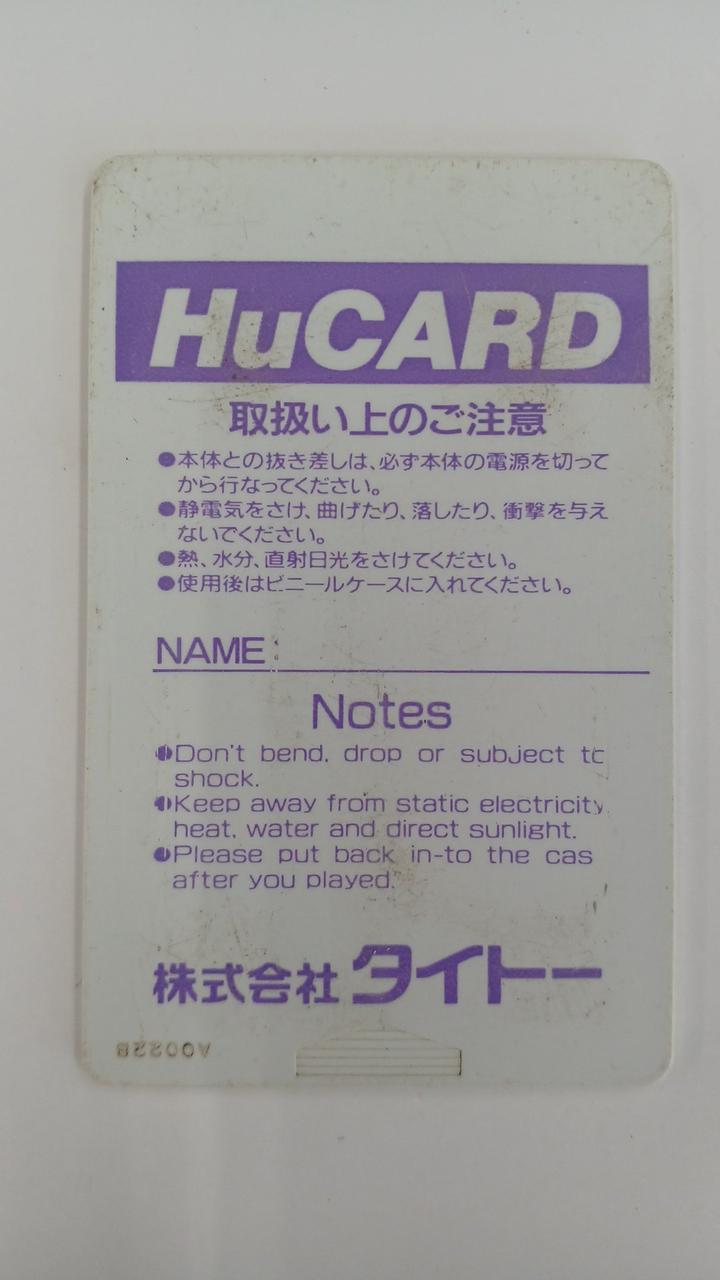 HuCARD
取扱い上のご注意
●本体との抜き差しは、必ず本体の電源を切って
から行なってください。
●静電気をさけ、曲げたり、落したり、衝撃を与え
ないでください。
●熱、水分、直射日光をさけてください。
●使用後はビニールケースに入れてください。
NAME:
Notes
●Don't bend, drop or subject to
shock.
●Keep away from static electricity,
heat, water and direct sunlight.
●Please put back in-to the cas
after you played.
株式会社タイトー
A00228